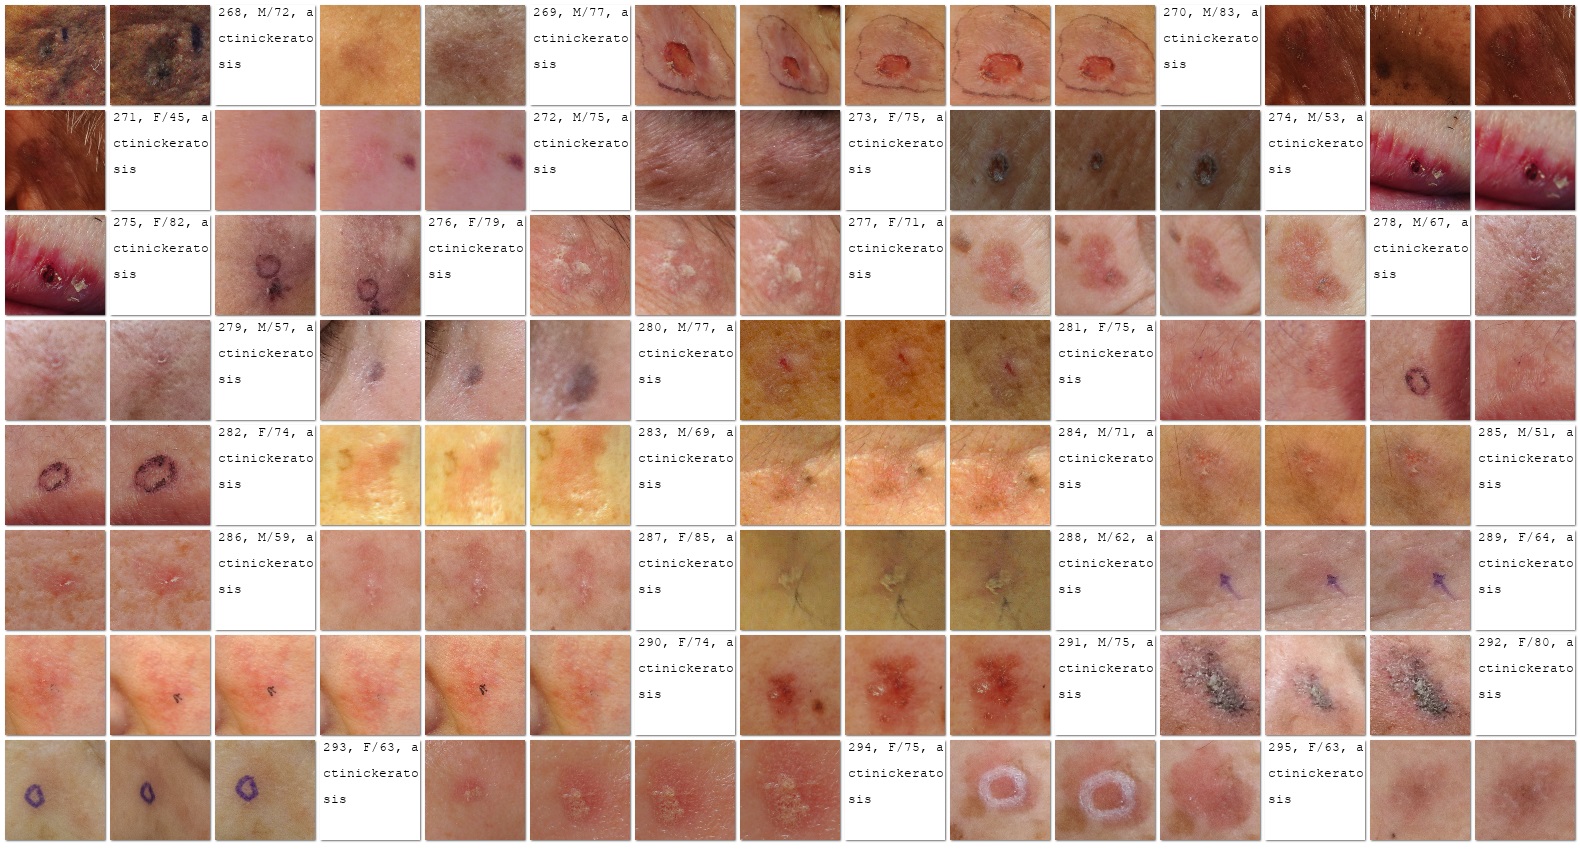 268, M/72, a
ctinickerato
sis
269, M/77, a
ctinickerato
sis
270, M/83, a
ctinickerato
sis
271, F/45, a
ctinickerato
sis
272, M/75, a
ctinickerato
sis
273, F/75, a
ctinickerato
sis
274, M/53, a
ctinickerato
sis
275, F/82, a
ctinickerato
sis
276, F/79, a
ctinickerato
sis
277, F/71, a
ctinickerato
sis
278, M/67, a
ctinickerato
sis
279, M/57, a
ctinickerato
sis
280, M/77, a
ctinickerato
sis
281, F/75, a
ctinickerato
sis
282, F/74, a
ctinickerato
sis
283, M/69, a
ctinickerato
sis
284, M/71, a
ctinickerato
sis
285, M/51, a
ctinickerato
sis
286, M/59, a
ctinickerato
sis
287, F/85, a
ctinickerato
sis
288, M/62, a
ctinickerato
sis
289, F/64, a
ctinickerato
sis
290, F/74, a
ctinickerato
sis
291, M/75, a
ctinickerato
sis
292, F/80, a
ctinickerato
sis
293, F/63, a
ctinickerato
sis
294, F/75, a
ctinickerato
sis
295, F/63, a
ctinickerato
sis